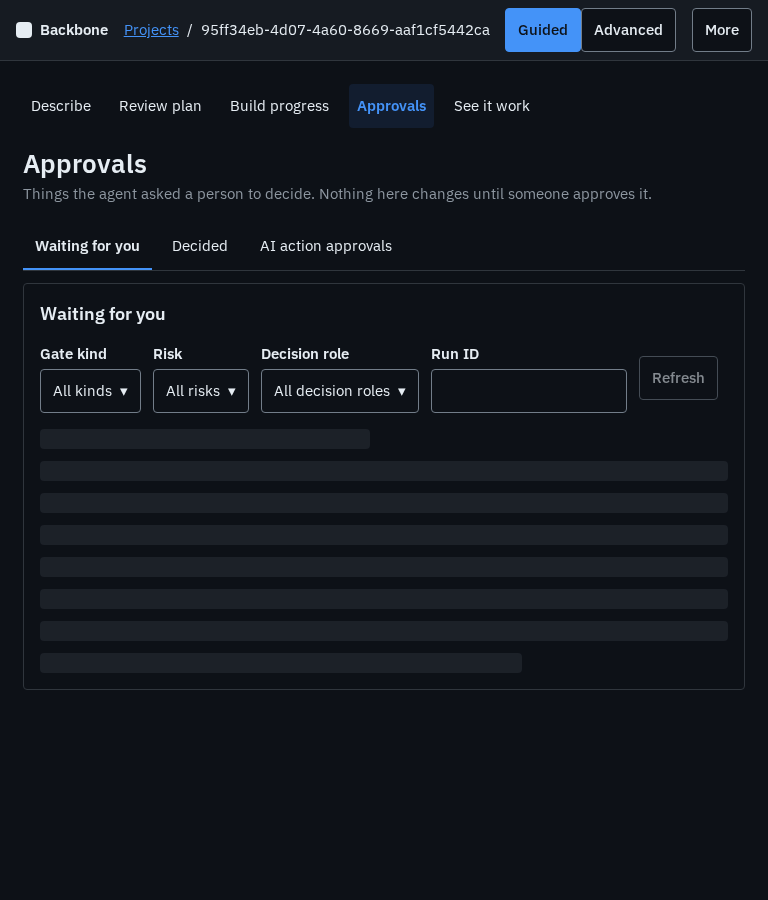 Backbone Projects / 95ff34eb-4d07-4a60-8669-aaf1cf5442ca Guided Advanced More
Describe Review plan Build progress Approvals See it work
Approvals
Things the agent asked a person to decide. Nothing here changes until someone approves it.
Waiting for you Decided AI action approvals
Waiting for you
Gate kind Risk Decision role Run ID
All kinds ▾ All risks ▾ All decision roles ▾ Refresh